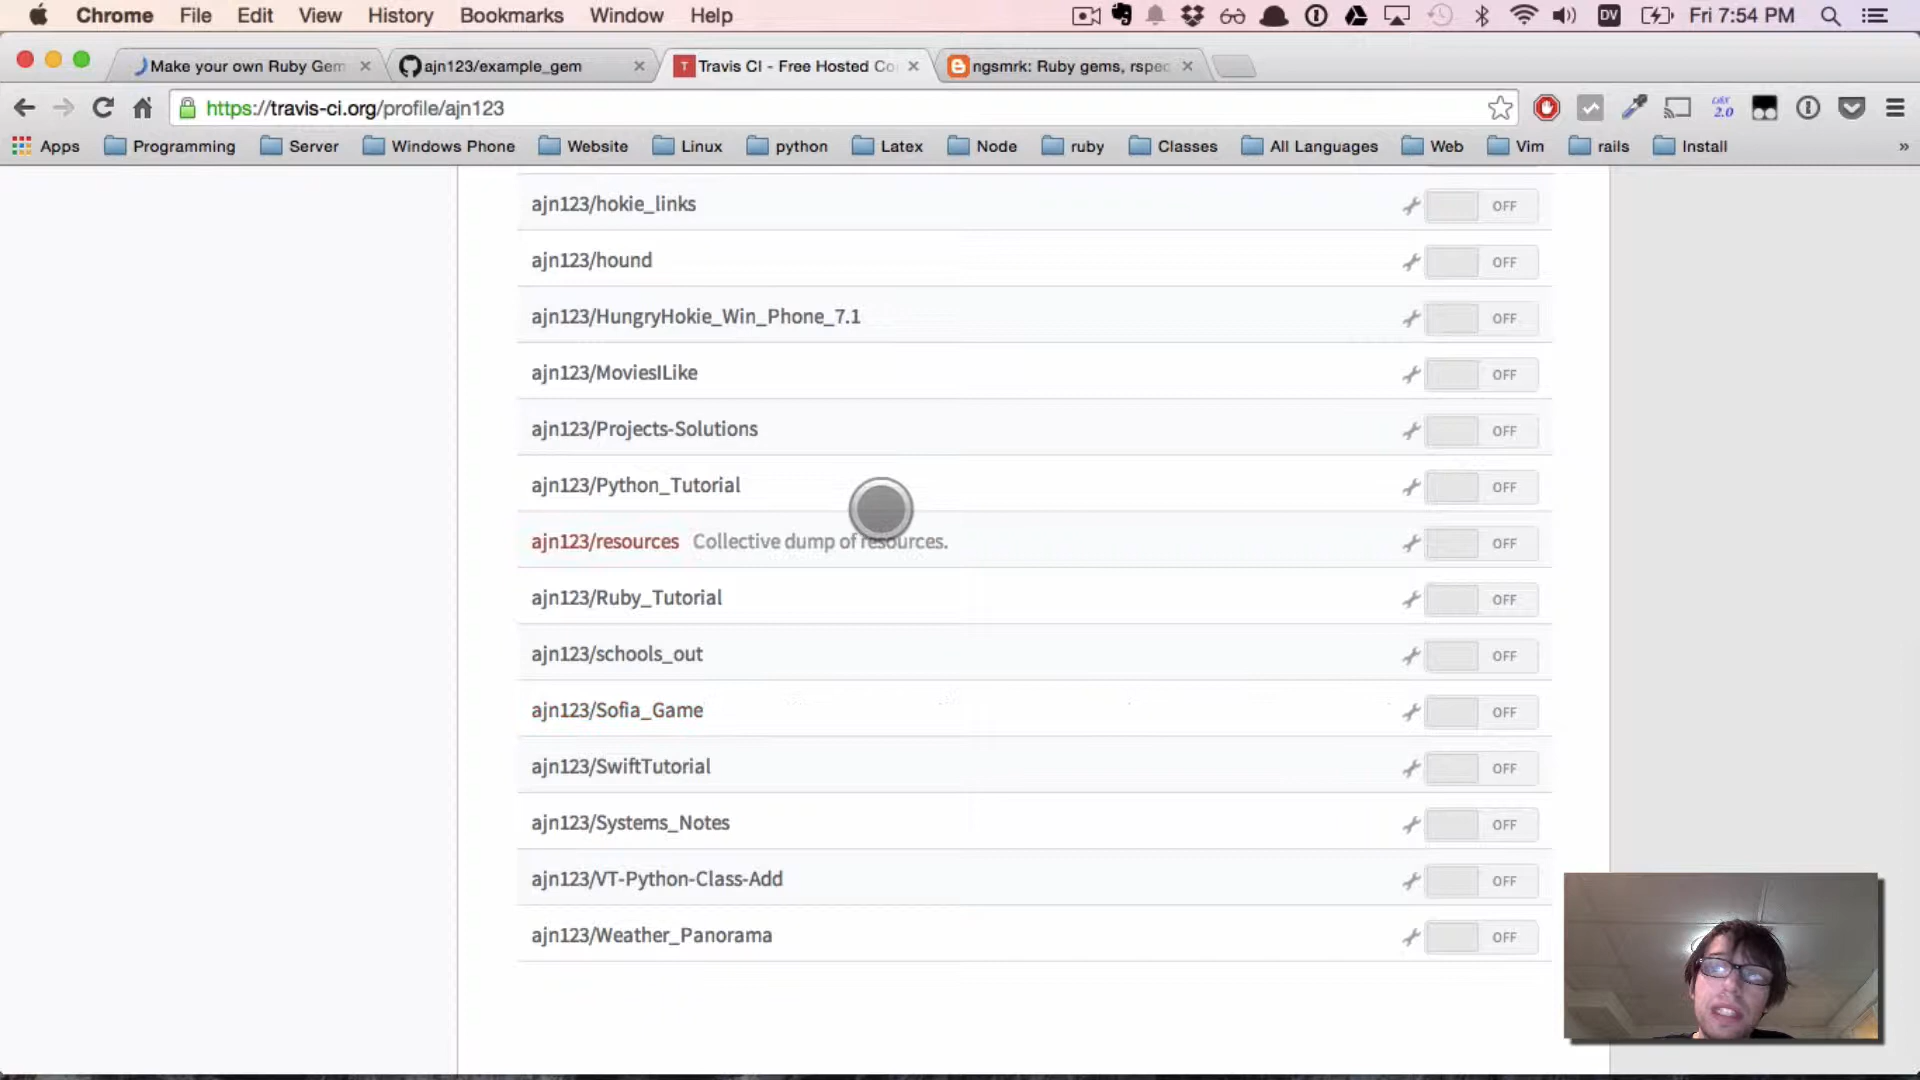 Chrome File Edit View History Bookmarks Window Help DV Fri 7:54 PM
Make your own Ruby Gem ajn123/example_gem T Travis CI - Free Hosted Co ngsmrk: Ruby gems, rspec
https://travis-ci.org/profile/ajn123 2.0
Apps Programming Server Windows Phone Website Linux python Latex Node ruby Classes All Languages Web Vim rails Install »
ajn123/hokie_links OFF
ajn123/hound OFF
ajn123/HungryHokie_Win_Phone_7.1 OFF
ajn123/MoviesILike OFF
ajn123/Projects-Solutions OFF
ajn123/Python_Tutorial OFF
ajn123/resources Collective dump of resources. OFF
ajn123/Ruby_Tutorial OFF
ajn123/schools_out OFF
ajn123/Sofia_Game OFF
ajn123/SwiftTutorial OFF
ajn123/Systems_Notes OFF
ajn123/VT-Python-Class-Add OFF
ajn123/Weather_Panorama OFF